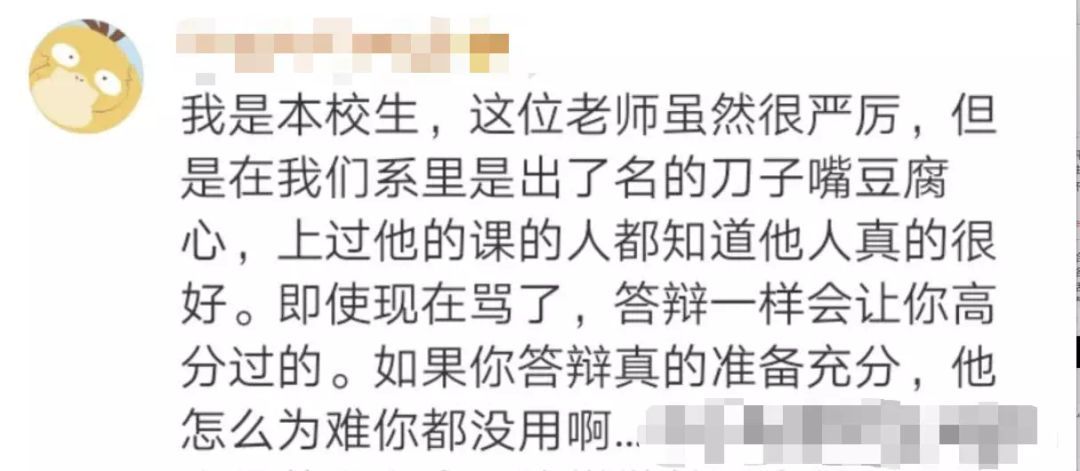 我是本校生，这位老师虽然很严厉，但
是在我们系里是出了名的刀子嘴豆腐
心，上过他的课的人都知道他人真的很
好。即使现在骂了，答辩一样会让你高
分过的。如果你答辩真的准备充分，他
怎么为难你都没用啊...